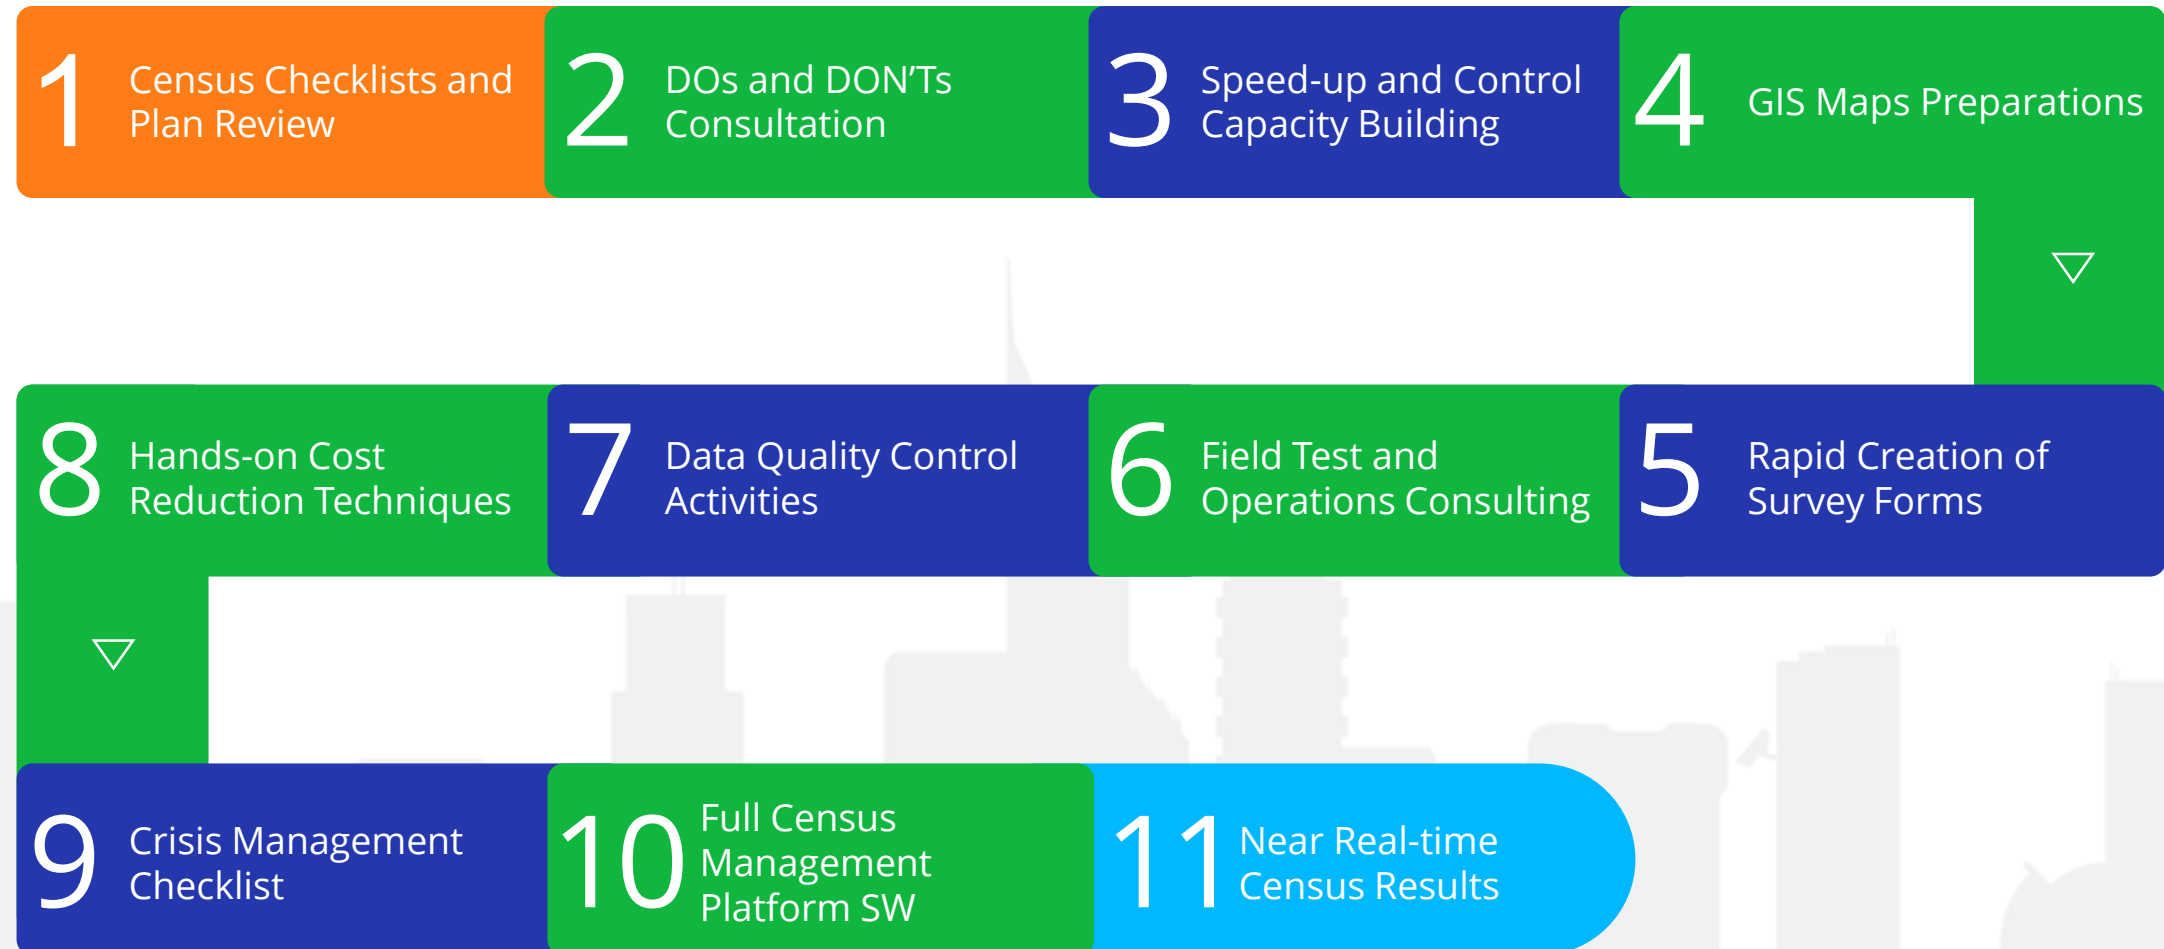 1
Census Checklists and
Plan Review
2
DOs and DON’Ts
Consultation
3
Speed-up and Control
Capacity Building
4
GIS Maps Preparations
5
Rapid Creation of
Survey Forms
6
Field Test and
Operations Consulting
7
Data Quality Control
Activities
8
Hands-on Cost
Reduction Techniques
9
Crisis Management
Checklist
10
Full Census
Management
Platform SW
11
Near Real-time
Census Results